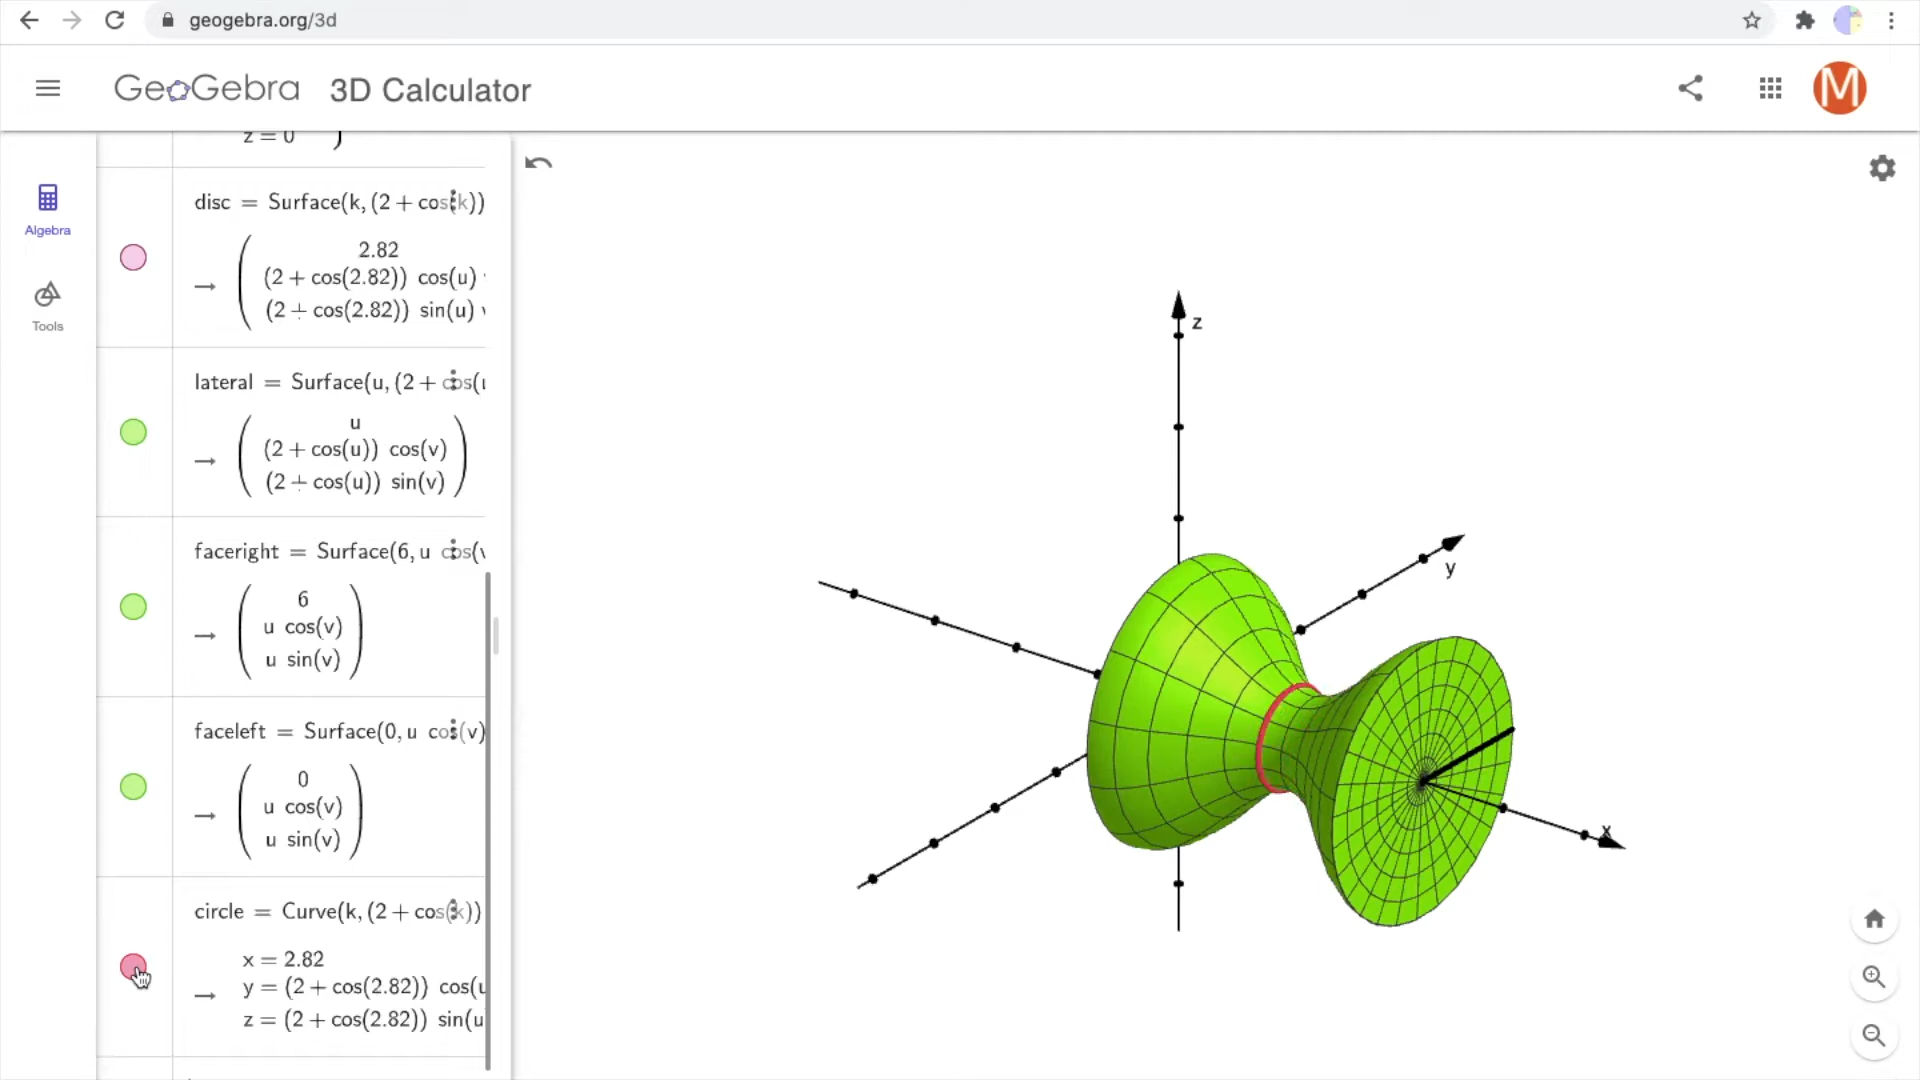 geogebra.org/3d
GeoGebra 3D Calculator
M
z = 0 )
Algebra
Tools
disc = Surface(k, (2 + cos(k))
2.82
(2 + cos(2.82)) cos(u)
→
(2 + cos(2.82)) sin(u)
lateral = Surface(u, (2 + cos(u
u
(2 + cos(u)) cos(v)
→
(2 + cos(u)) sin(v)
faceright = Surface(6, u cos(v
6
u cos(v)
→
u sin(v)
faceleft = Surface(0, u cos(v)
0
u cos(v)
→
u sin(v)
circle = Curve(k, (2 + cos(k))
x = 2.82
y = (2 + cos(2.82)) cos(u
→
z = (2 + cos(2.82)) sin(u
z
y
x